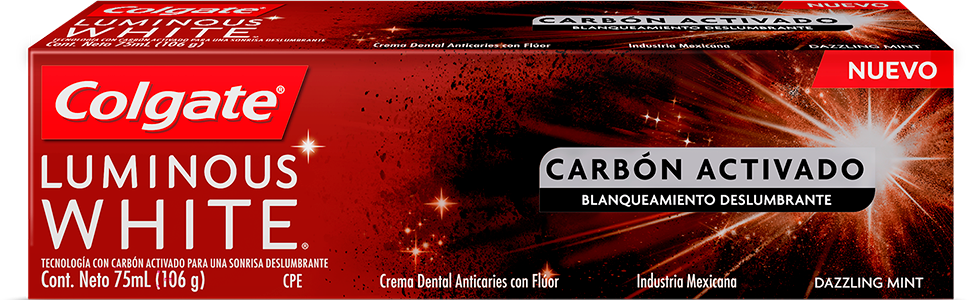 NUEVO
CARBÓN ACTIVADO
BLANQUEAMIENTO DESLUMBRANTE
LUMINOUS
WHITE
TECNOLOGÍA CON CARBÓN ACTIVADO PARA UNA SONRISA DESLUMBRANTE
Cont. Neto 75mL (106 g) CPE
Crema Dental Anticaries con Flúor
Industria Mexicana
DAZZLING MINT
NUEVO
Colgate®
LUMINOUS
WHITE®
CARBÓN ACTIVADO
BLANQUEAMIENTO DESLUMBRANTE
TECNOLOGÍA CON CARBÓN ACTIVADO PARA UNA SONRISA DESLUMBRANTE
Cont. Neto 75mL (106 g) CPE
Crema Dental Anticaries con Flúor
Industria Mexicana
DAZZLING MINT